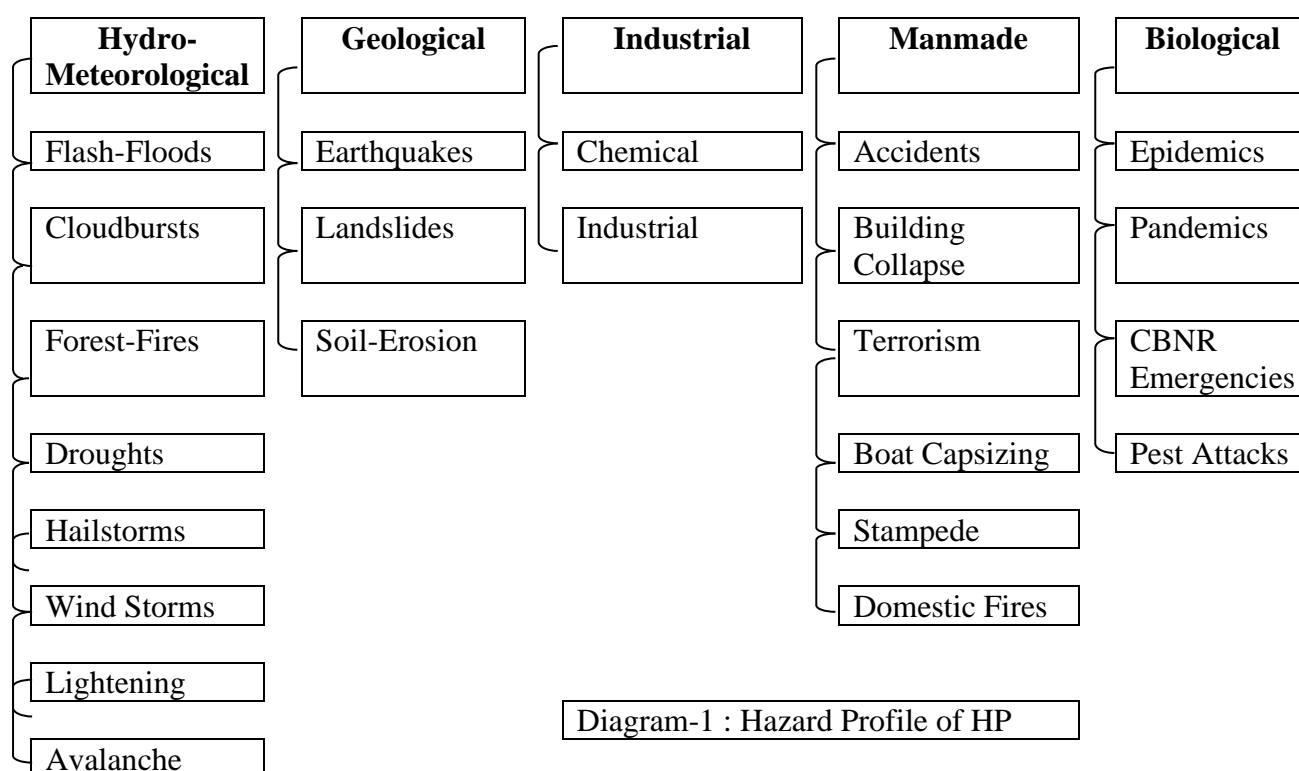 Hydro-
Meteorological
Flash-Floods
Cloudbursts
Forest-Fires
Droughts
Hailstorms
Wind Storms
Lightening
Avalanche
Geological
Earthquakes
Landslides
Soil-Erosion
Industrial
Chemical
Industrial
Manmade
Accidents
Building
Collapse
Terrorism
Boat Capsizing
Stampede
Domestic Fires
Biological
Epidemics
Pandemics
CBNR
Emergencies
Pest Attacks
Diagram-1 : Hazard Profile of HP